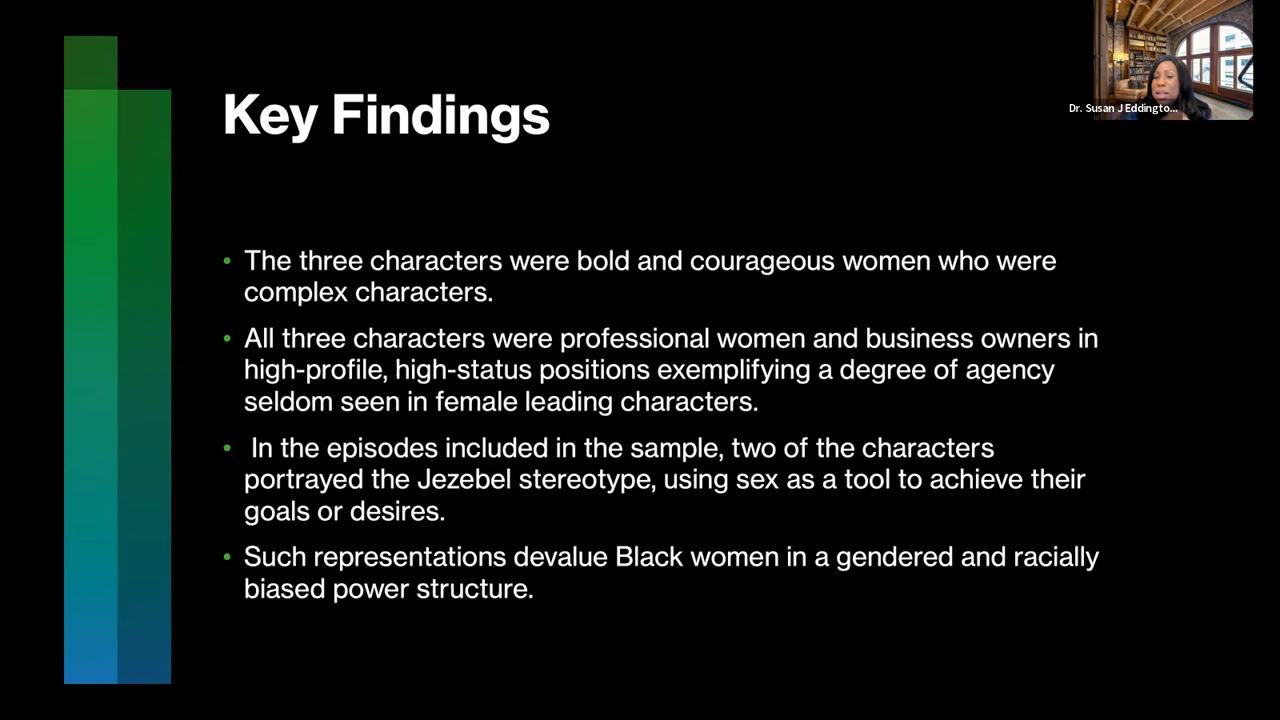 Dr. Susan J Eddingto...
Key Findings
• The three characters were bold and courageous women who were
complex characters.
• All three characters were professional women and business owners in
high-profile, high-status positions exemplifying a degree of agency
seldom seen in female leading characters.
• In the episodes included in the sample, two of the characters
portrayed the Jezebel stereotype, using sex as a tool to achieve their
goals or desires.
• Such representations devalue Black women in a gendered and racially
biased power structure.